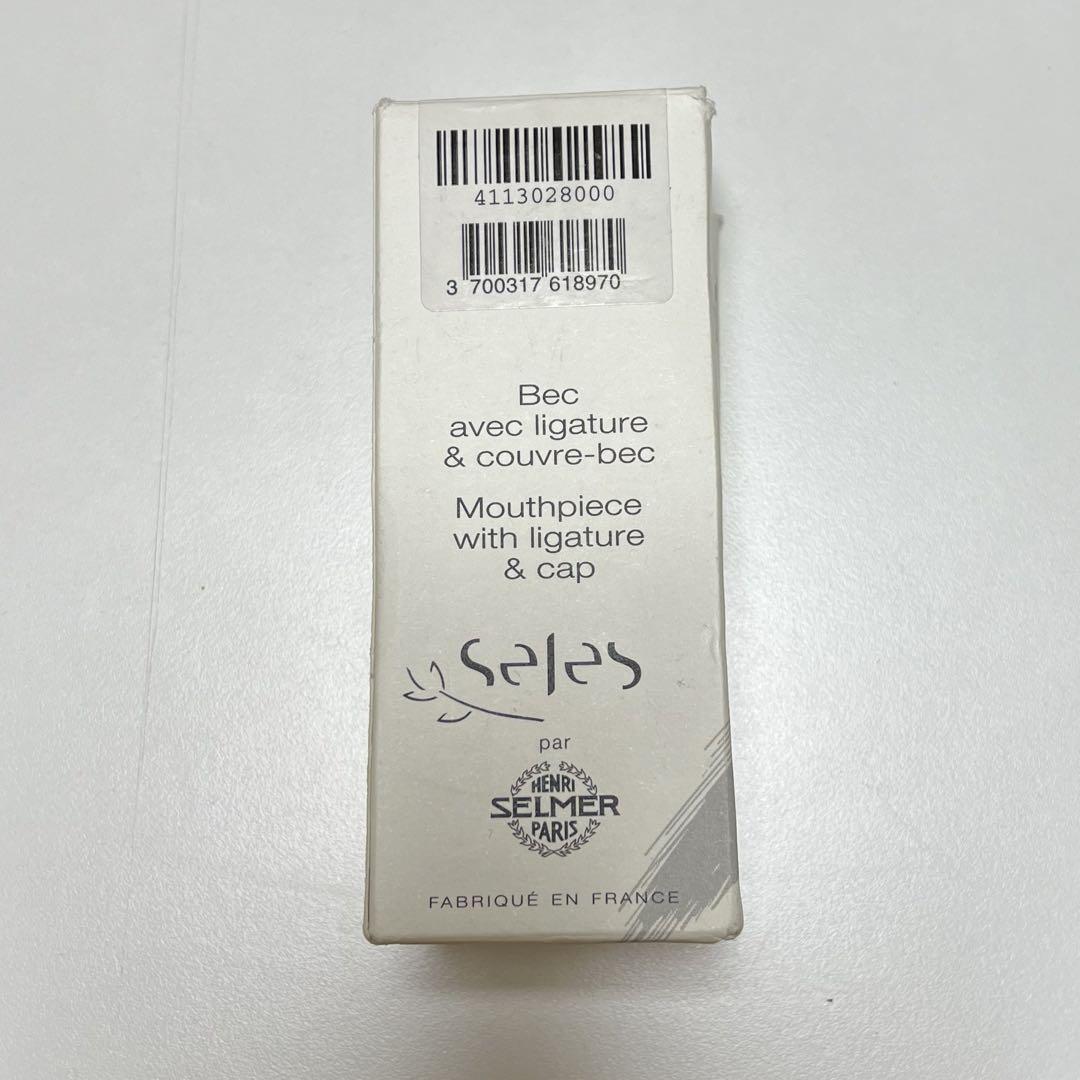 4113028000
3 700317 618970
Bec
avec ligature
& couvre-bec
Mouthpiece
with ligature
& cap
seles
par
HENRI
SELMER
PARIS
FABRIQUÉ EN FRANCE